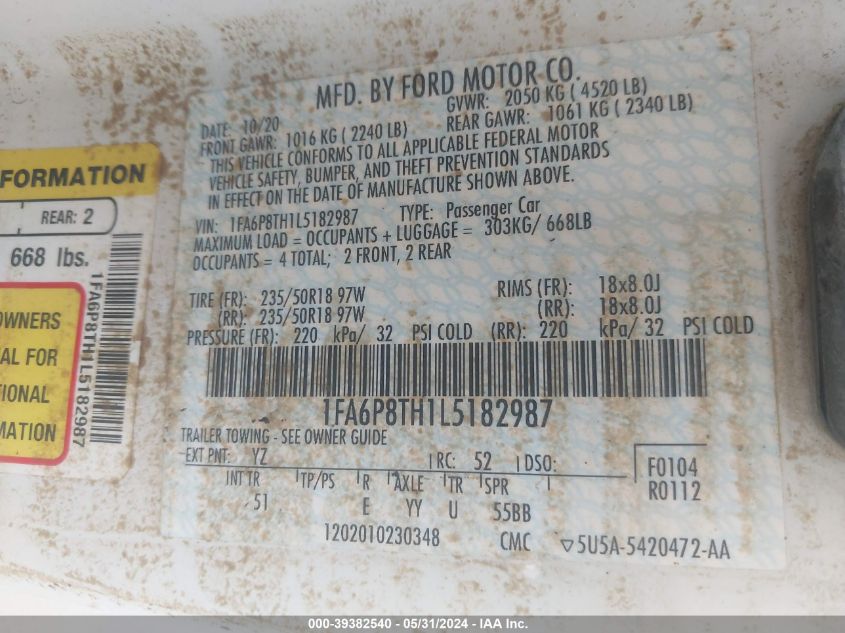 MFD. BY FORD MOTOR CO.
DATE: 10/20 GVWR: 2050 KG ( 4520 LB)
FRONT GAWR: 1016 KG ( 2240 LB) REAR GAWR: 1061 KG ( 2340 LB)
THIS VEHICLE CONFORMS TO ALL APPLICABLE FEDERAL MOTOR
VEHICLE SAFETY, BUMPER, AND THEFT PREVENTION STANDARDS
IN EFFECT ON THE DATE OF MANUFACTURE SHOWN ABOVE.
VIN: 1FA6P8TH1L5182987 TYPE: Passenger Car
MAXIMUM LOAD = OCCUPANTS + LUGGAGE = 303KG/ 668LB
OCCUPANTS = 4 TOTAL; 2 FRONT, 2 REAR
TIRE (FR): 235/50R18 97W RIMS (FR): 18x8.0J
(RR): 235/50R18 97W (RR): 18x8.0J
PRESSURE (FR): 220 kPa/ 32 PSI COLD (RR): 220 kPa/ 32 PSI COLD
1FA6P8TH1L5182987
TRAILER TOWING - SEE OWNER GUIDE
EXT PNT: YZ RC: 52 DSO:
INT TR TP/PS R AXLE TR SPR
51 E YY U 55BB
F0104
R0112
1202010230348 CMC ▽5U5A-5420472-AA
FORMATION
REAR: 2
668 lbs.
OWNERS
AL FOR
TIONAL
MATION
1FA6P8TH1L5182987
000-39382540 - 05/31/2024 - IAA Inc.